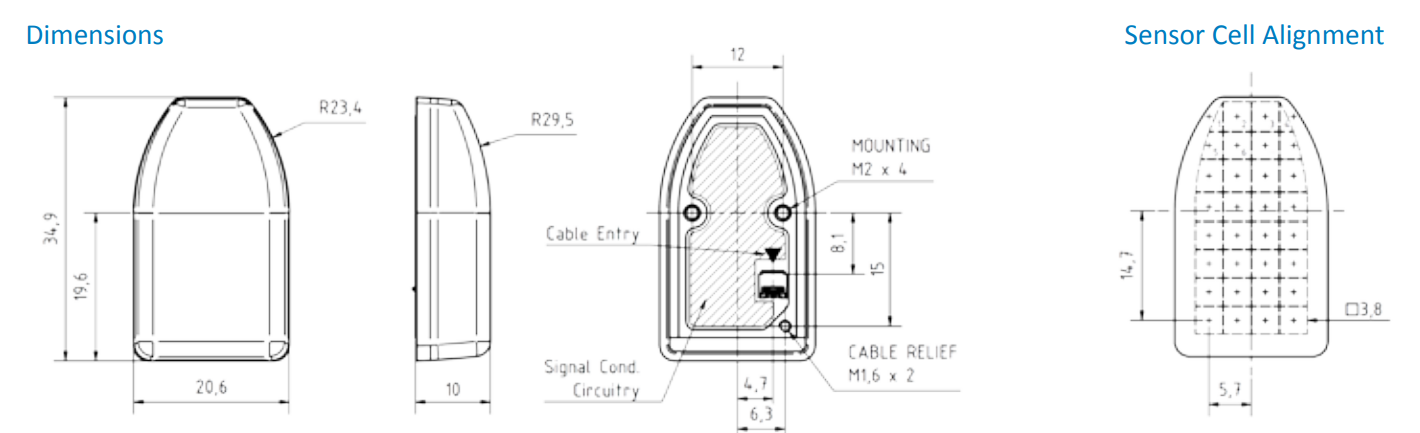 Dimensions
Sensor Cell Alignment
12
R23,4
R29,5
MOUNTING
M2 x 4
34,9
19,6
Cable Entry
8,1
15
14,7
□3,8
Signal Cond.
Circuitry
CABLE RELIEF
M1,6 x 2
20,6
10
4,7
6,3
5,7